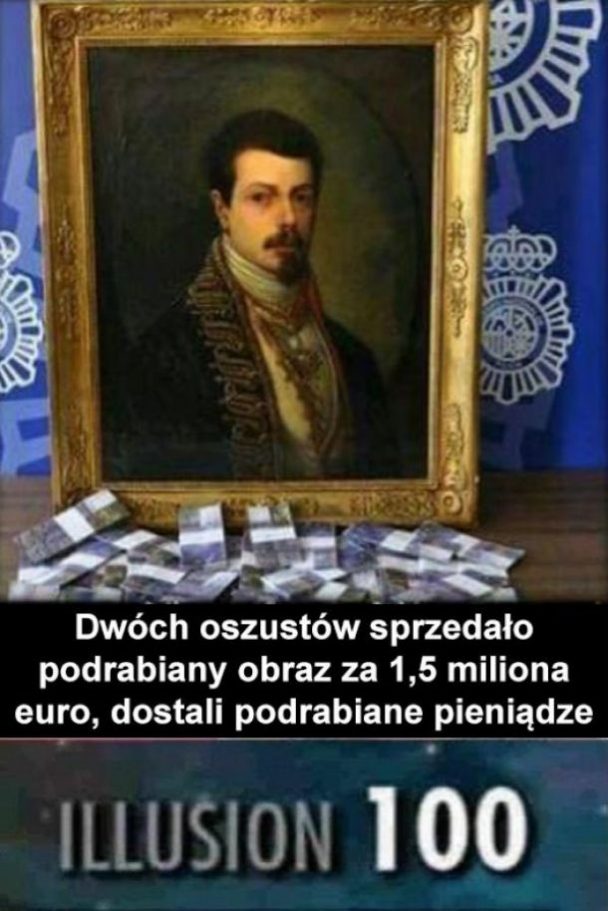 Dwóch oszustów sprzedało
podrabiany obraz za 1,5 miliona
euro, dostali podrabiane pieniądze
ILLUSION 100